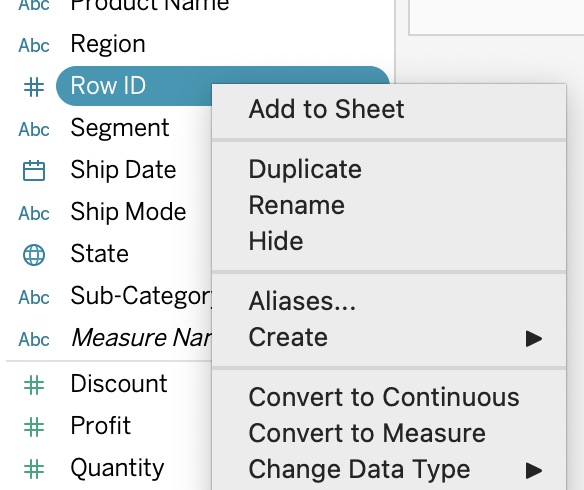 Abc Product Name
Abc Region
# Row ID
Abc Segment
Ship Date
Abc Ship Mode
State
Abc Sub-Category
Abc Measure Nar
# Discount
# Profit
# Quantity
Add to Sheet
Duplicate
Rename
Hide
Aliases...
Create ▶
Convert to Continuous
Convert to Measure
Change Data Type ▶